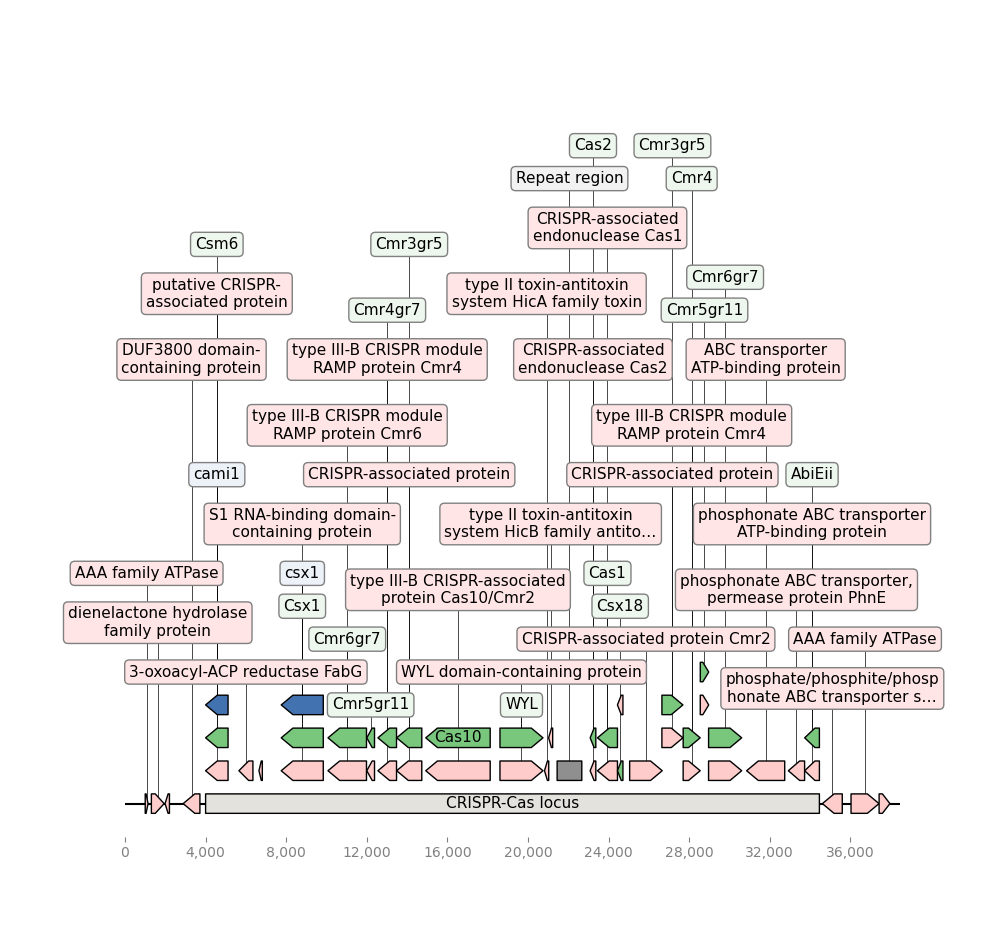 Cas2
Cmr3gr5
Repeat region
Cmr4
CRISPR-associated
endonuclease Cas1
Csm6
Cmr3gr5
Cmr6gr7
putative CRISPR-
associated protein
type II toxin-antitoxin
system HicA family toxin
Cmr4gr7
Cmr5gr11
DUF3800 domain-
containing protein
type III-B CRISPR module
RAMP protein Cmr4
CRISPR-associated
endonuclease Cas2
ABC transporter
ATP-binding protein
type III-B CRISPR module
RAMP protein Cmr6
type III-B CRISPR module
RAMP protein Cmr4
cami1
CRISPR-associated protein
CRISPR-associated protein
AbiEii
S1 RNA-binding domain-
containing protein
type II toxin-antitoxin
system HicB family antito...
phosphonate ABC transporter
ATP-binding protein
AAA family ATPase
csx1
type III-B CRISPR-associated
protein Cas10/Cmr2
Cas1
phosphonate ABC transporter,
permease protein PhnE
dienelactone hydrolase
family protein
Csx1
Csx18
Cmr6gr7
CRISPR-associated protein Cmr2
AAA family ATPase
3-oxoacyl-ACP reductase FabG
WYL domain-containing protein
phosphate/phosphite/phosp
honate ABC transporter s...
Cmr5gr11
WYL
Cas10
CRISPR-Cas locus
0
4,000
8,000
12,000
16,000
20,000
24,000
28,000
32,000
36,000